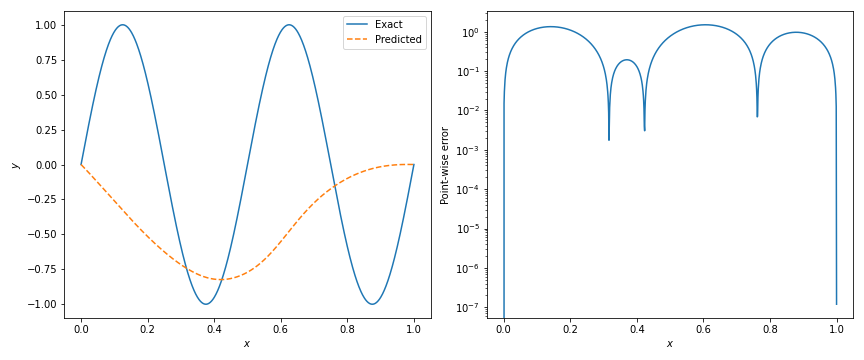 1.00
0.75
0.50
0.25
0.00
−0.25
−0.50
−0.75
−1.00
y
0.0 0.2 0.4 0.6 0.8 1.0
x
Exact
Predicted
10⁰
10⁻¹
10⁻²
10⁻³
10⁻⁴
10⁻⁵
10⁻⁶
10⁻⁷
Point-wise error
0.0 0.2 0.4 0.6 0.8 1.0
x